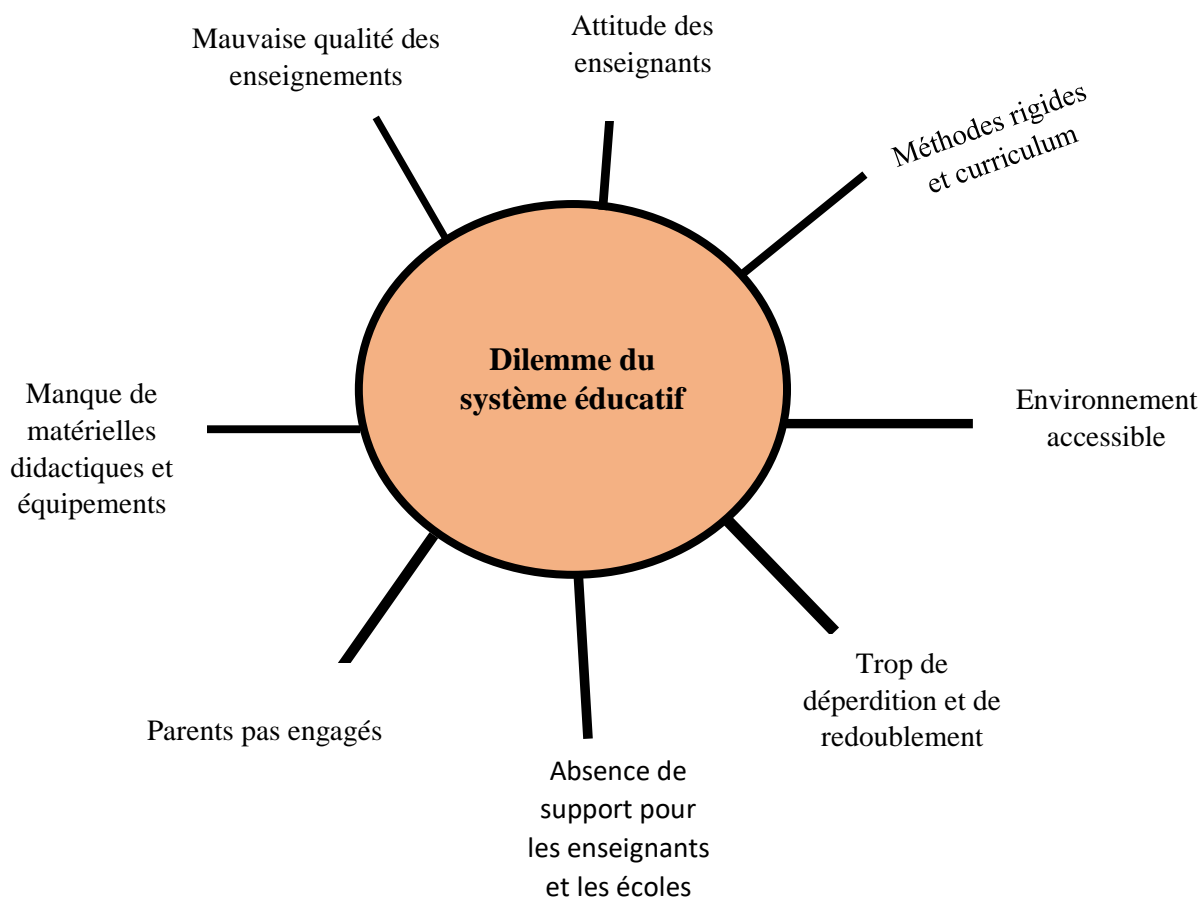 Mauvaise qualité des
enseignements
Attitude des
enseignants
Méthodes rigides
et curriculum
Dilemme du
système éducatif
Manque de
matérielles
didactiques et
équipements
Environnement
accessible
Trop de
déperdition et de
redoublement
Parents pas engagés
Absence de
support pour
les enseignants
et les écoles